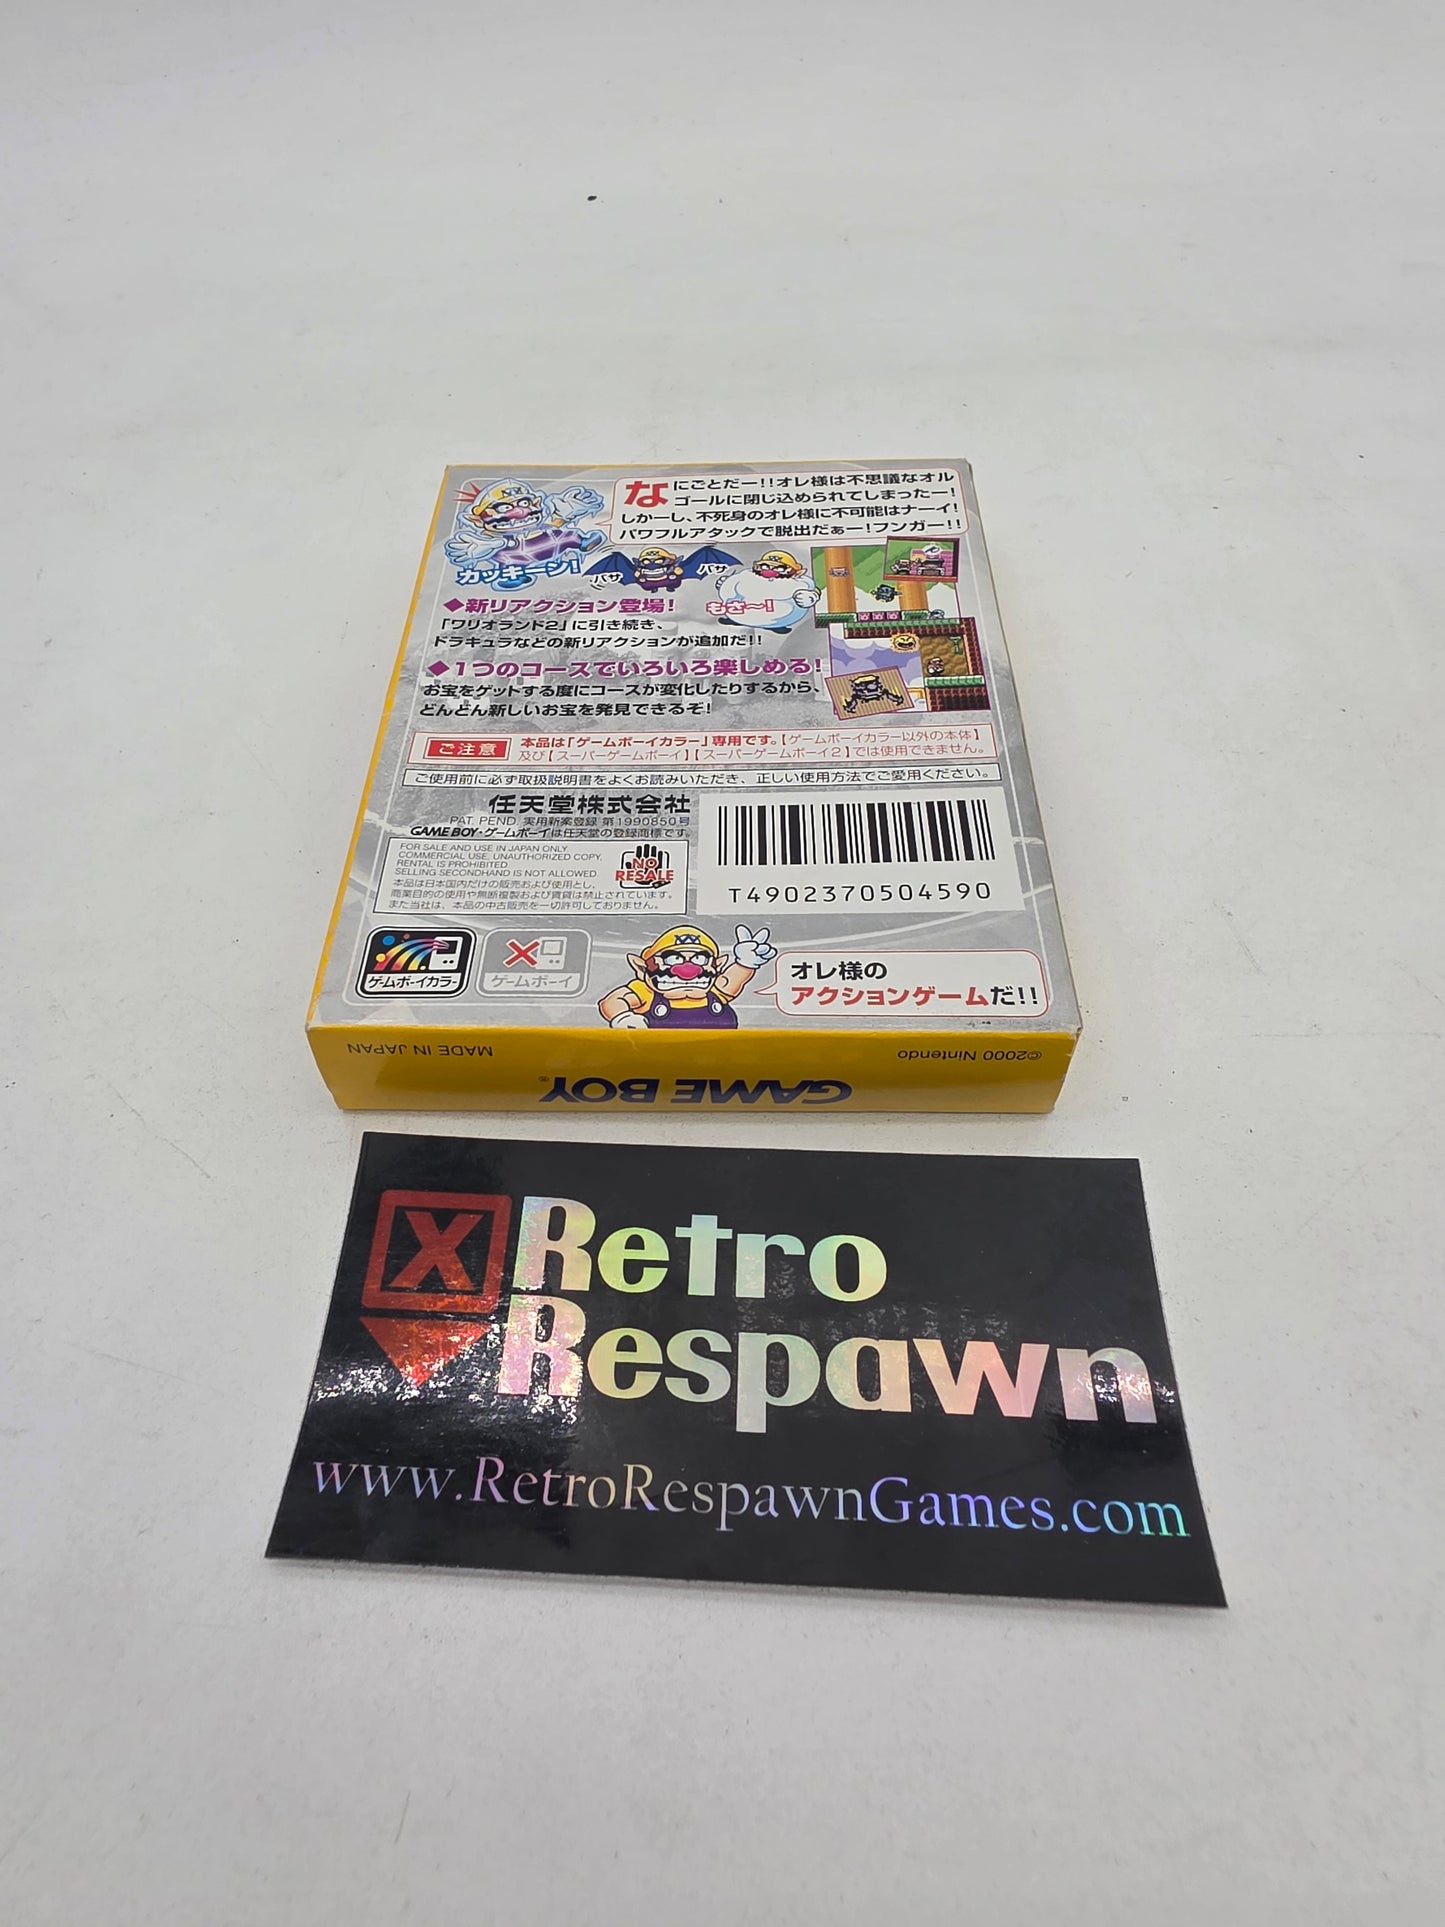 なにごとだー!!オレ様は不思議なオル
ゴールに閉じ込められてしまったー!
しかーし、不死身のオレ様に不可能はナーイ!
パワフルアタックで脱出だぁー!フンガー!!
カッキーン!
バサ
バサ
もさ〜!
◆新リアクション登場!
「ワリオランド2」に引き続き、
ドラキュラなどの新リアクションが追加だ!!
◆1つのコースでいろいろ楽しめる!
お宝をゲットする度にコースが変化したりするから、
どんどん新しいお宝を発見できるぞ!
ご注意
本品は「ゲームボーイカラー」専用です。【ゲームボーイカラー以外の本体】
及び【スーパーゲームボーイ】【スーパーゲームボーイ2】では使用できません。
ご使用前に必ず取扱説明書をよくお読みいただき、正しい使用方法でご愛用ください。
任天堂株式会社
PAT. PEND. 実用新案登録 第1990850号
GAME BOY・ゲームボーイは任天堂の登録商標です。
FOR SALE AND USE IN JAPAN ONLY.
COMMERCIAL USE, UNAUTHORIZED COPY,
RENTAL IS PROHIBITED.
SELLING SECONDHAND IS NOT ALLOWED.
本品は日本国内だけの販売および使用とし、
商業目的の使用や無断複製および賃貸は禁止されています。
また当社は、本品の中古販売を一切許可しておりません。
NO
RESALE
T4902370504590
ゲームボーイカラー
ゲームボーイ
オレ様の
アクションゲームだ!!
MADE IN JAPAN
©2000 Nintendo
GAME BOY®
X Retro
Respawn
www.RetroRespawnGames.com